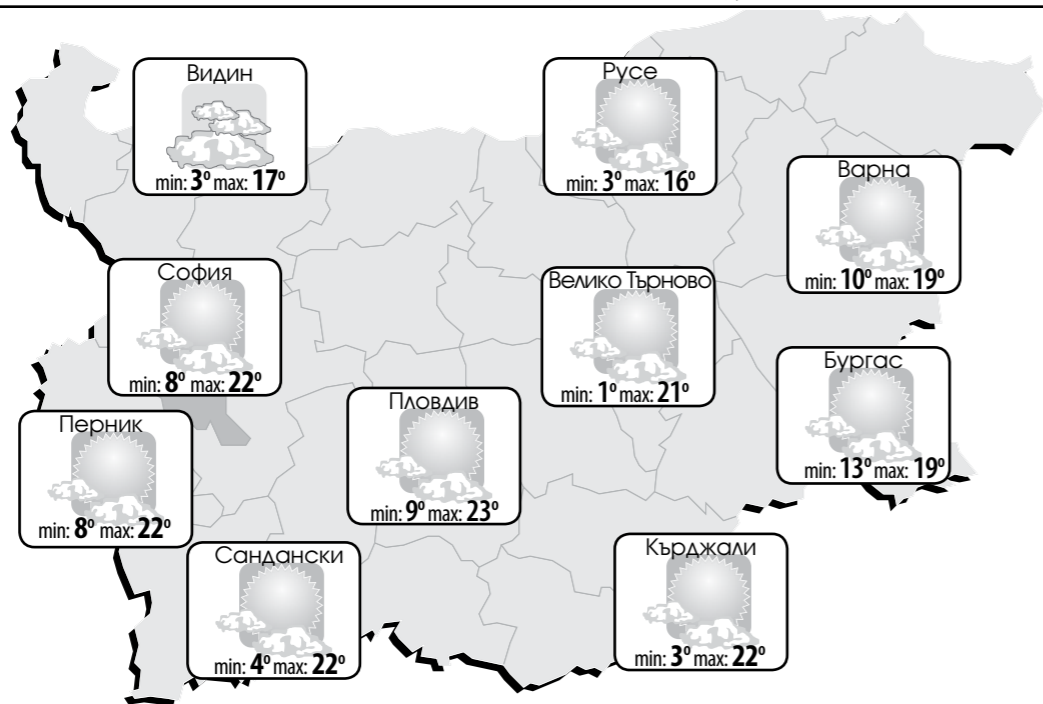 Видин
min: 3° max: 17°
Русе
min: 3° max: 16°
Варна
min: 10° max: 19°
София
min: 8° max: 22°
Велико Търново
min: 1° max: 21°
Бургас
min: 13° max: 19°
Пловдив
min: 9° max: 23°
Перник
min: 8° max: 22°
Сандански
min: 4° max: 22°
Кърджали
min: 3° max: 22°